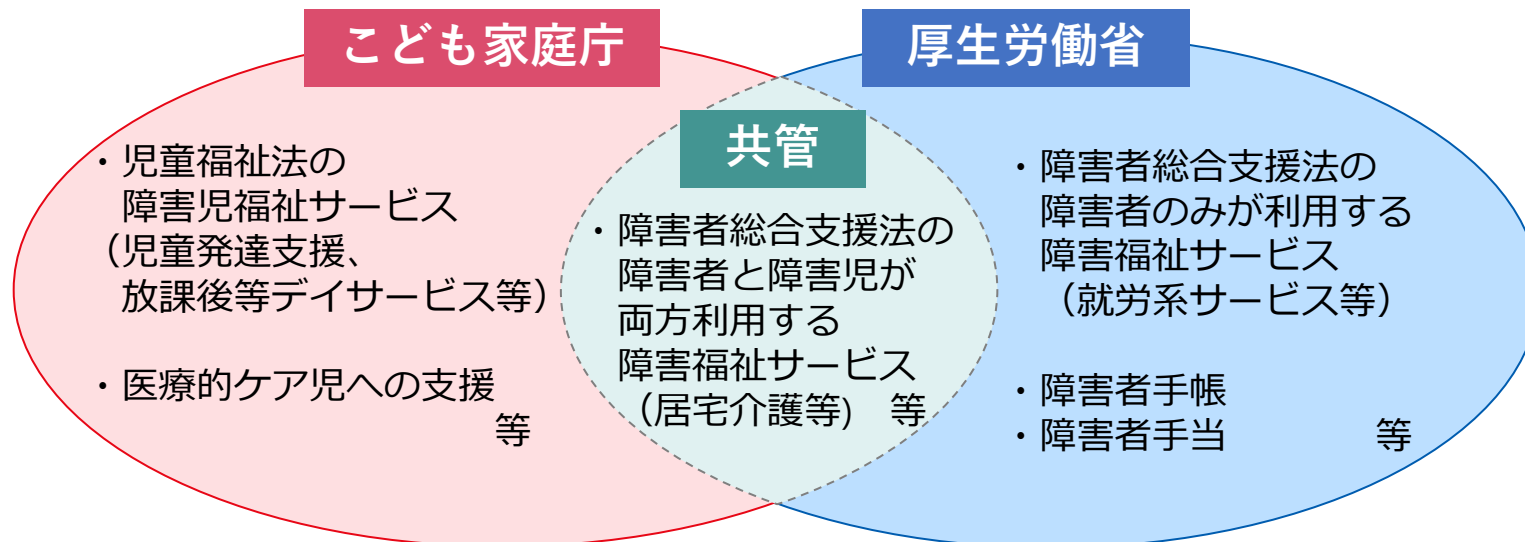 こども家庭庁
・児童福祉法の
障害児福祉サービス
（児童発達支援、
放課後等デイサービス等）
・医療的ケア児への支援
等
共管
・障害者総合支援法の
障害者と障害児が
両方利用する
障害福祉サービス
（居宅介護等)　等
厚生労働省
・障害者総合支援法の
障害者のみが利用する
障害福祉サービス
（就労系サービス等）
・障害者手帳
・障害者手当　　　　等